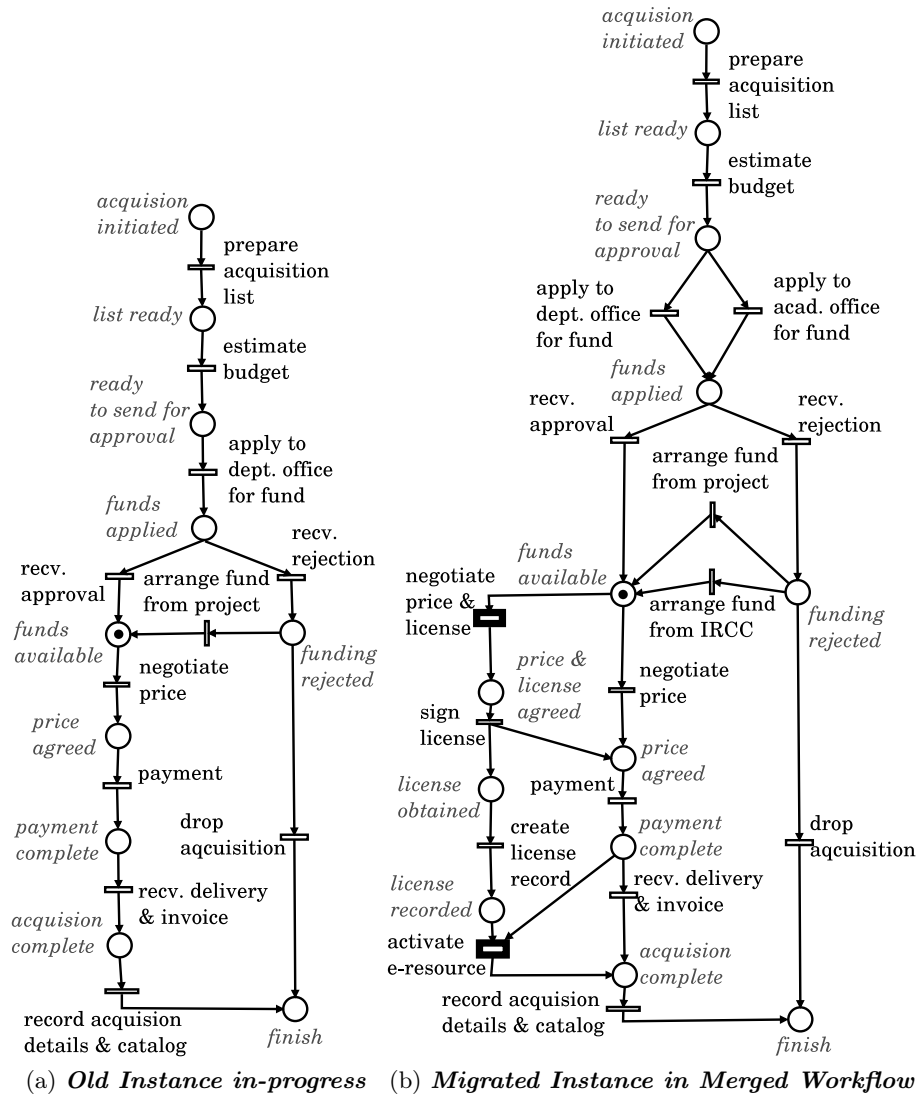 acquision
initiated
prepare
acquisition
list
list ready
estimate
budget
ready
to send for
approval
apply to
dept. office
for fund
funds
applied
recv.
approval
recv.
rejection
arrange fund
from project
funds
available
funding
rejected
negotiate
price
price
agreed
payment
payment
complete
drop
aqcuisition
recv. delivery
& invoice
acquision
complete
record acquision
details & catalog
finish
(a) Old Instance in-progress
acquision
initiated
prepare
acquisition
list
list ready
estimate
budget
ready
to send for
approval
apply to
dept. office
for fund
apply to
acad. office
for fund
funds
applied
recv.
approval
recv.
rejection
arrange fund
from project
funds
available
arrange fund
from IRCC
funding
rejected
negotiate
price &
license
price &
license
agreed
negotiate
price
sign
license
price
agreed
license
obtained
payment
create
license
record
payment
complete
drop
aqcuisition
license
recorded
recv. delivery
& invoice
activate
e-resource
acquision
complete
record acquision
details & catalog
finish
(b) Migrated Instance in Merged Workflow